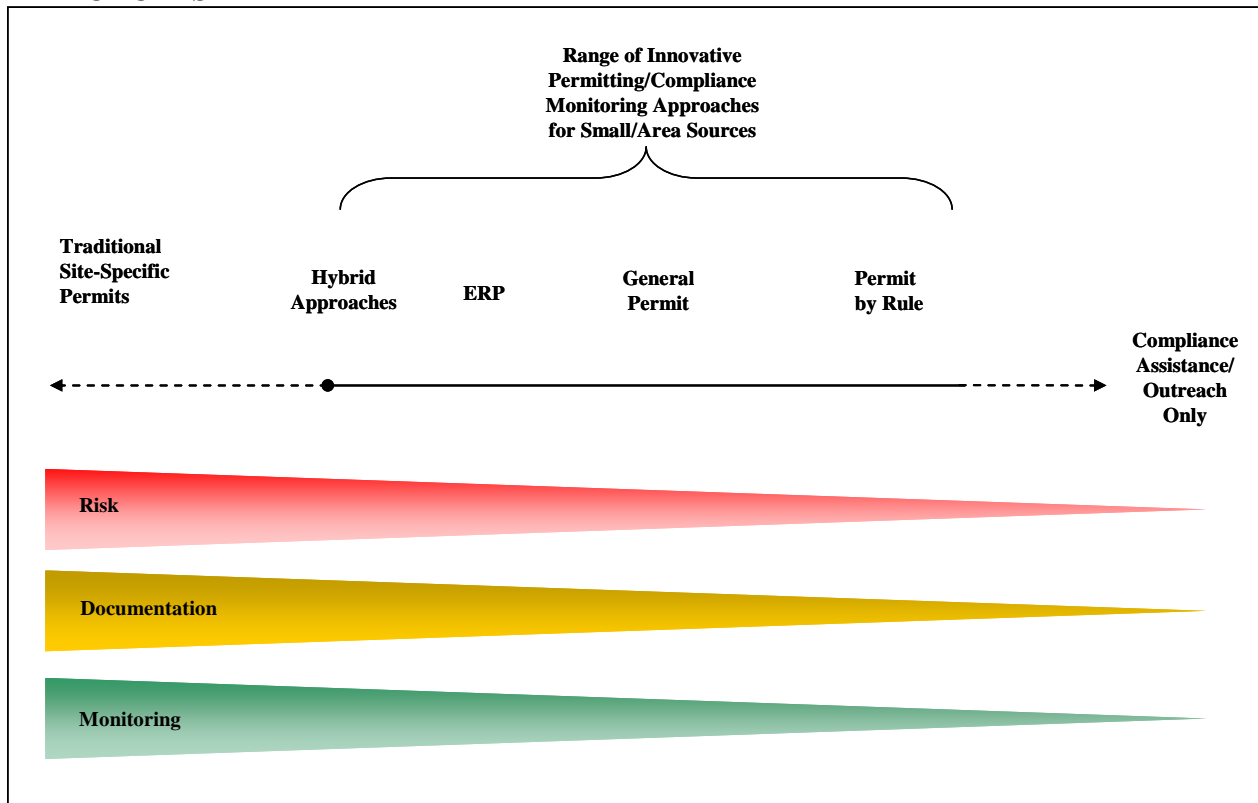 Range of Innovative
Permitting/Compliance
Monitoring Approaches
for Small/Area Sources
Traditional
Site-Specific
Permits
Hybrid
Approaches
ERP
General
Permit
Permit
by Rule
Compliance
Assistance/
Outreach
Only
Risk
Documentation
Monitoring